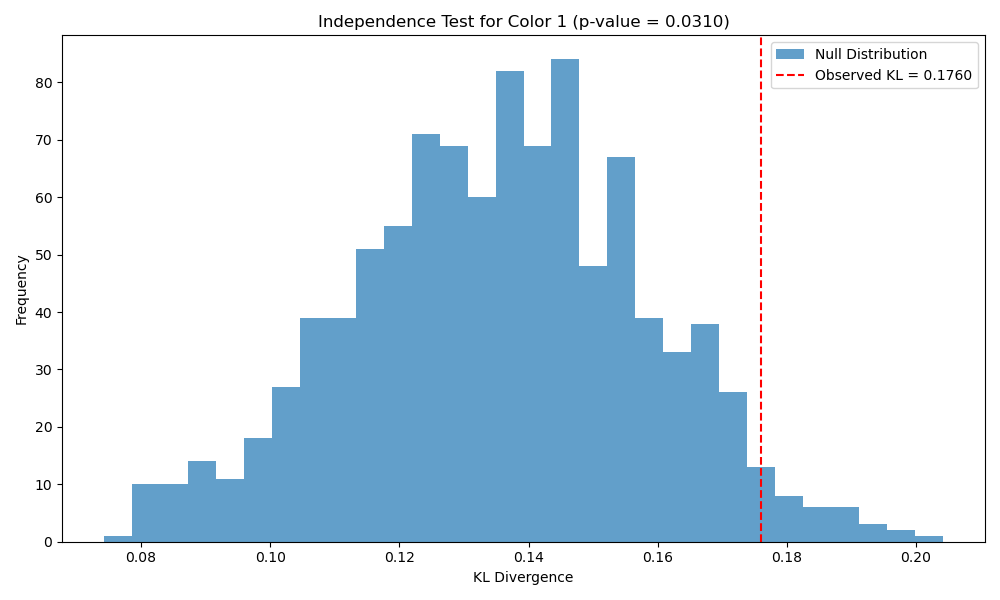 Independence Test for Color 1 (p-value = 0.0310)
Null Distribution
Observed KL = 0.1760
Frequency
80
70
60
50
40
30
20
10
0
0.08 0.10 0.12 0.14 0.16 0.18 0.20
KL Divergence